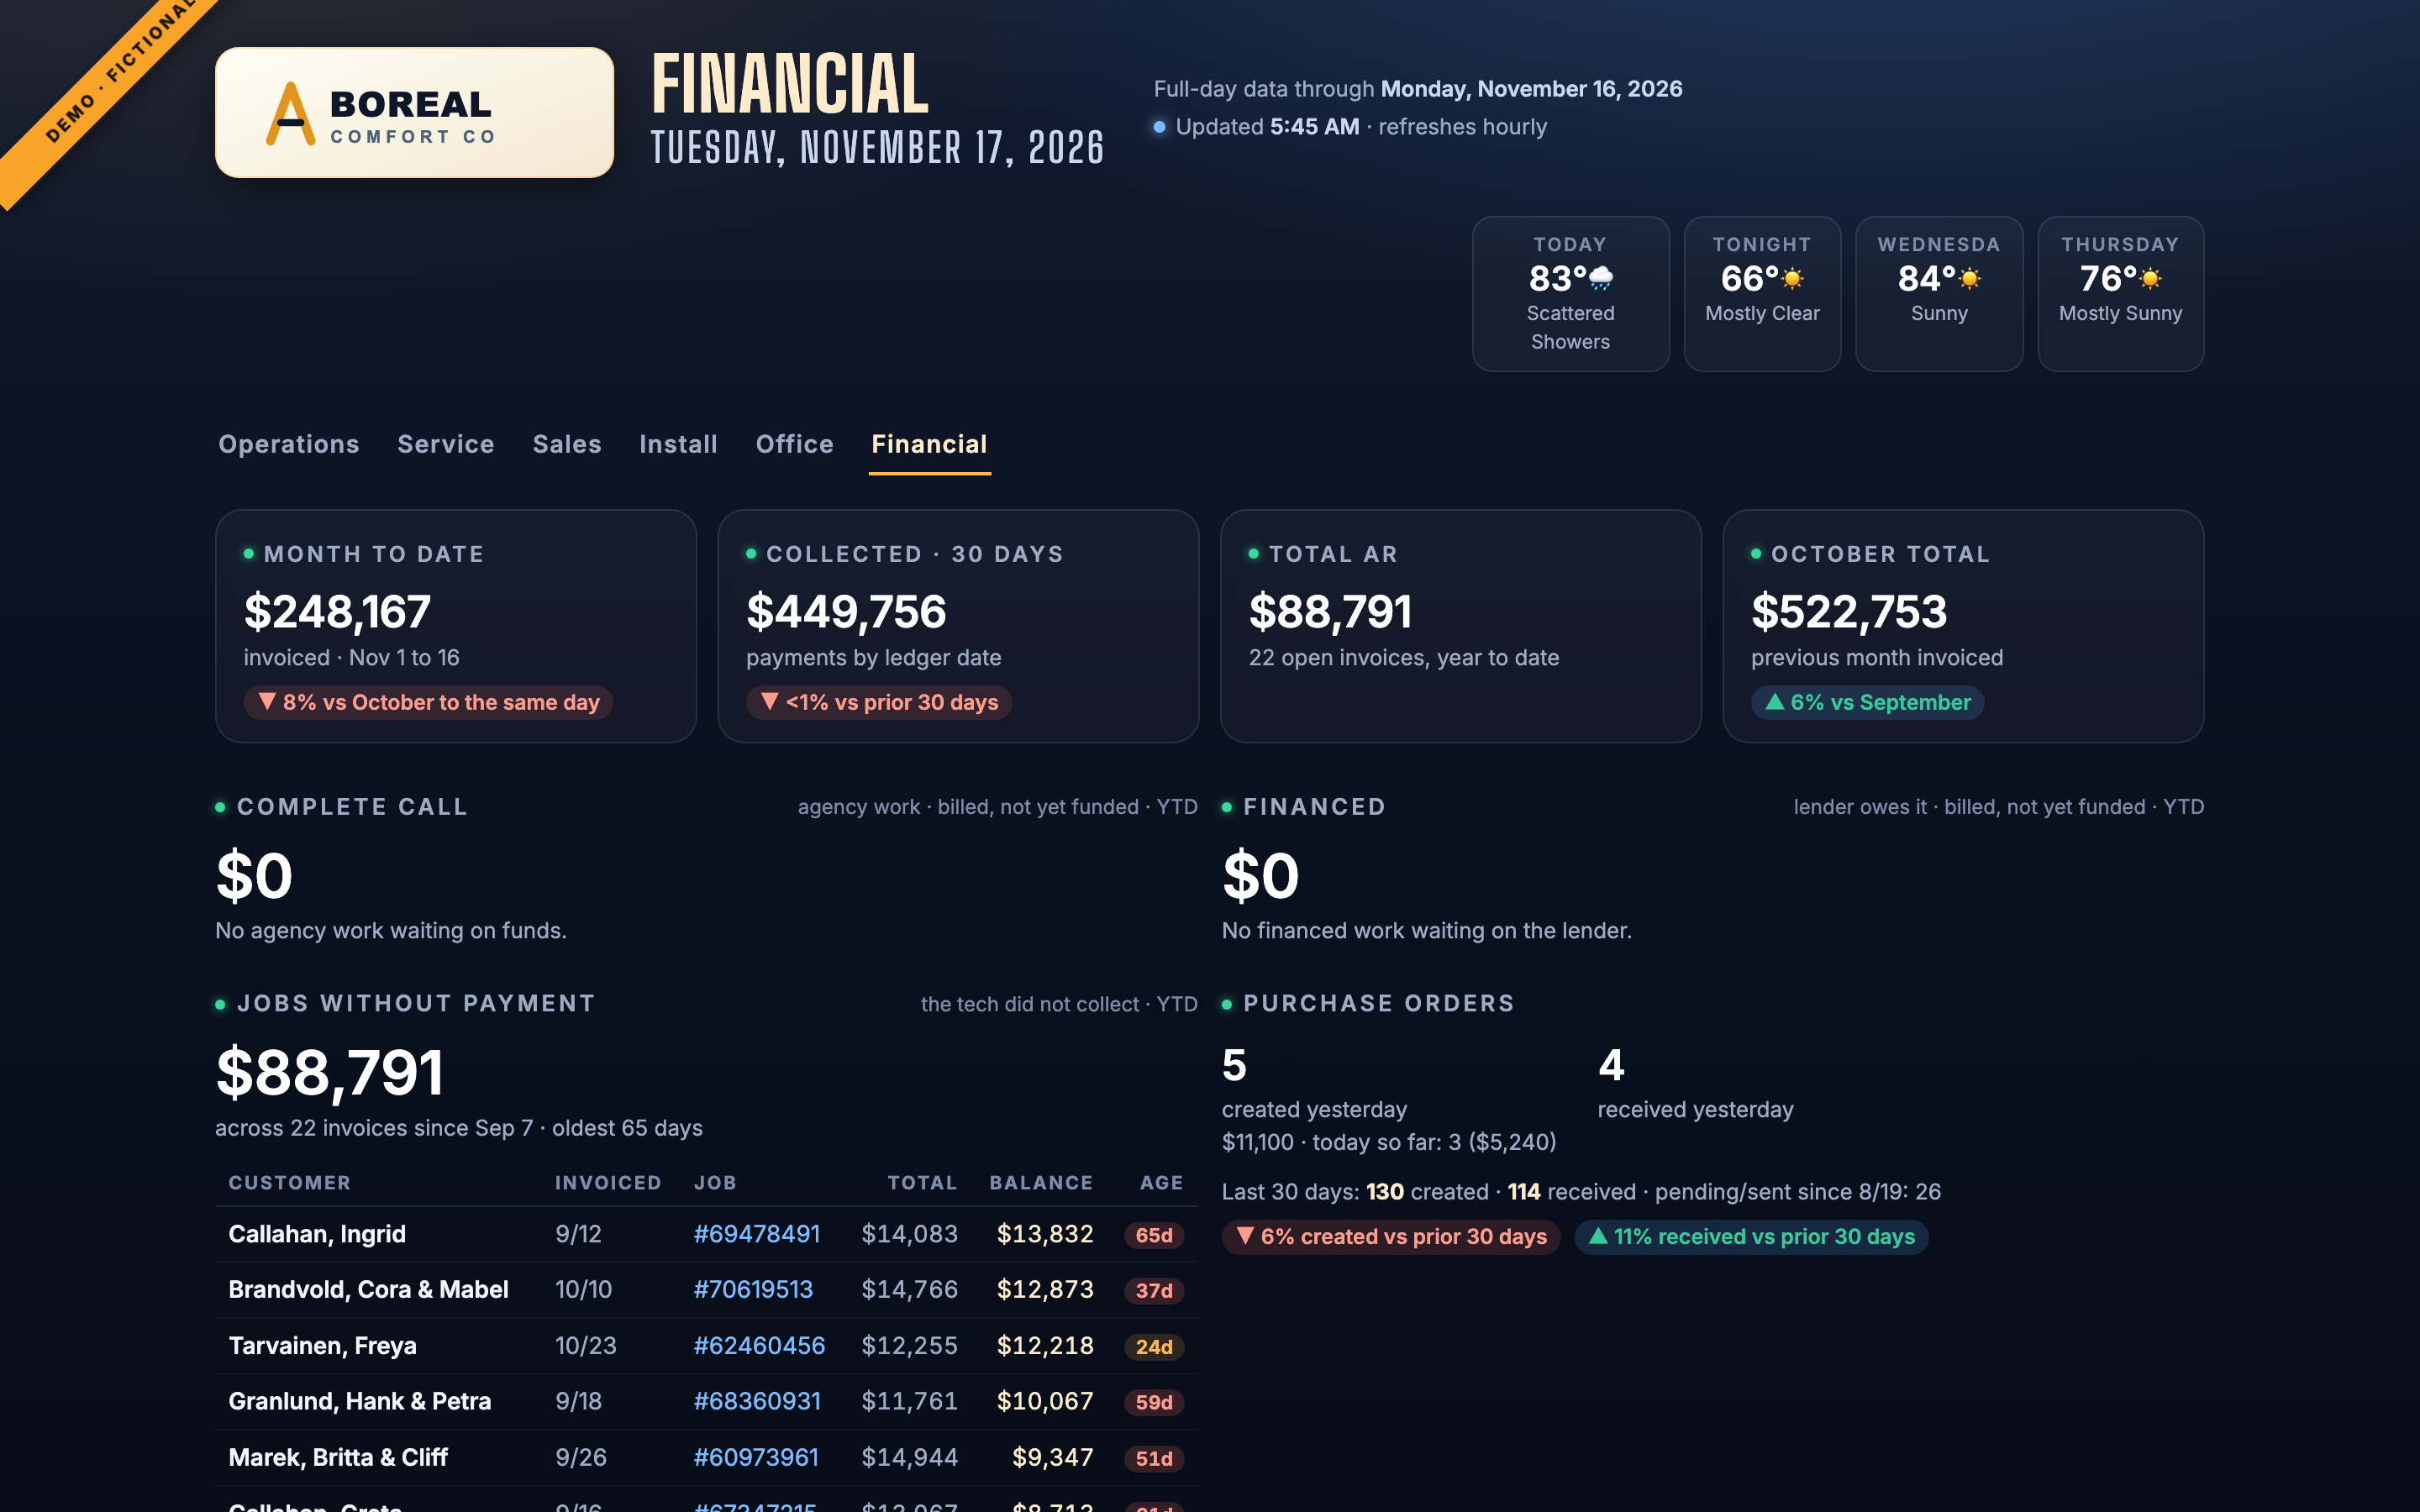 DEMO · FICTIONAL
BOREAL
COMFORT CO
FINANCIAL
TUESDAY, NOVEMBER 17, 2026
Full-day data through Monday, November 16, 2026
Updated 5:45 AM · refreshes hourly
TODAY
83°
Scattered
Showers
TONIGHT
66°
Mostly Clear
WEDNESDA
84°
Sunny
THURSDAY
76°
Mostly Sunny
Operations Service Sales Install Office Financial
MONTH TO DATE
$248,167
invoiced · Nov 1 to 16
▼ 8% vs October to the same day
COLLECTED · 30 DAYS
$449,756
payments by ledger date
▼ <1% vs prior 30 days
TOTAL AR
$88,791
22 open invoices, year to date
OCTOBER TOTAL
$522,753
previous month invoiced
▲ 6% vs September
COMPLETE CALL agency work · billed, not yet funded · YTD
$0
No agency work waiting on funds.
FINANCED lender owes it · billed, not yet funded · YTD
$0
No financed work waiting on the lender.
JOBS WITHOUT PAYMENT the tech did not collect · YTD
$88,791
across 22 invoices since Sep 7 · oldest 65 days
CUSTOMER INVOICED JOB TOTAL BALANCE AGE
Callahan, Ingrid 9/12 #69478491 $14,083 $13,832 65d
Brandvold, Cora & Mabel 10/10 #70619513 $14,766 $12,873 37d
Tarvainen, Freya 10/23 #62460456 $12,255 $12,218 24d
Granlund, Hank & Petra 9/18 #68360931 $11,761 $10,067 59d
Marek, Britta & Cliff 9/26 #60973961 $14,944 $9,347 51d
PURCHASE ORDERS
5
created yesterday
$11,100 · today so far: 3 ($5,240)
4
received yesterday
Last 30 days: 130 created · 114 received · pending/sent since 8/19: 26
▼ 6% created vs prior 30 days ▲ 11% received vs prior 30 days